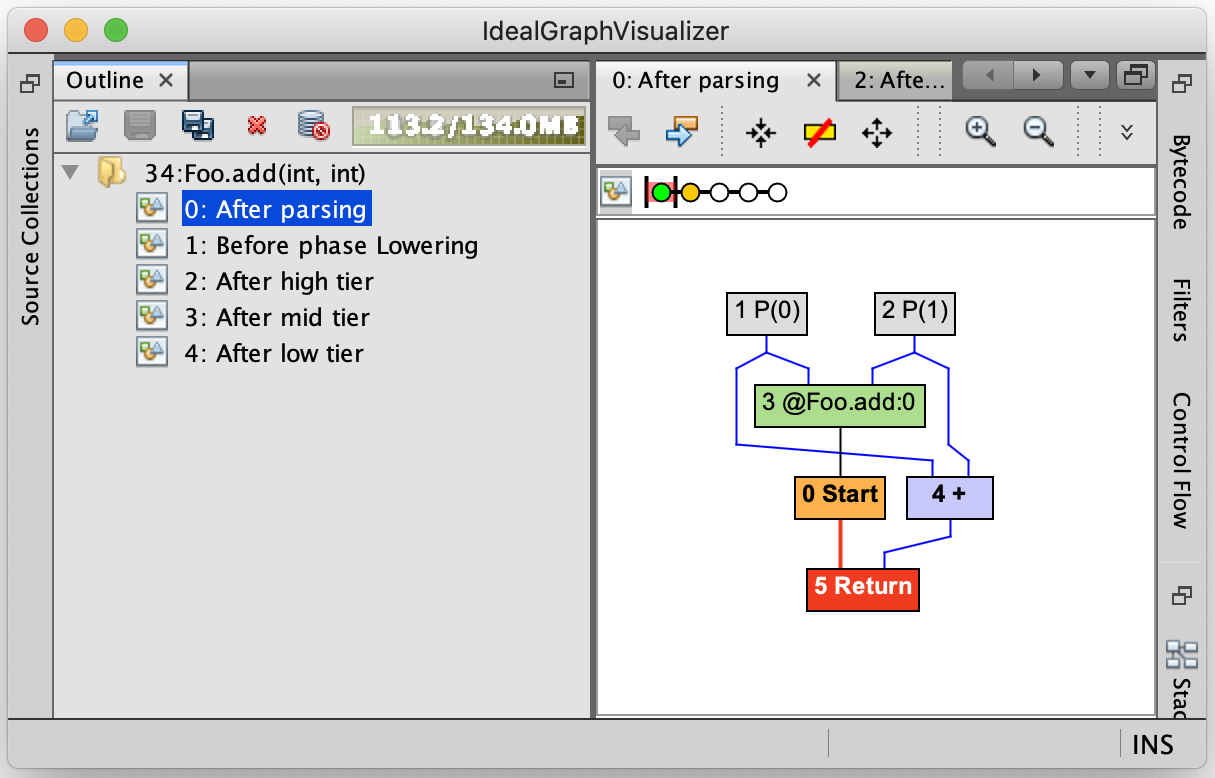 IdealGraphVisualizer
Source Collections
Outline
113.2/134.0MB
34:Foo.add(int, int)
0: After parsing
1: Before phase Lowering
2: After high tier
3: After mid tier
4: After low tier
0: After parsing
2: Afte...
1 P(0)
2 P(1)
3 @Foo.add:0
0 Start
4 +
5 Return
Bytecode
Filters
Control Flow
Stac
INS